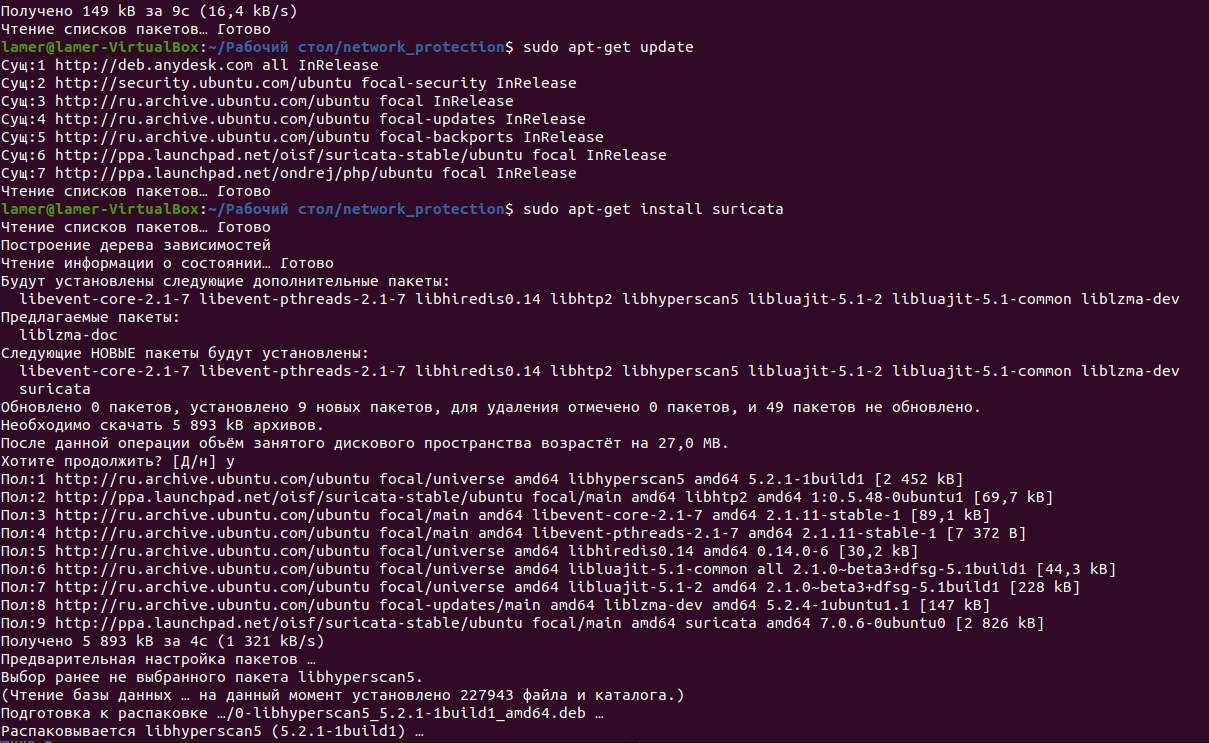 Получено 149 kB за 9с (16,4 kB/s)
Чтение списков пакетов… Готово
lamer@lamer-VirtualBox:~/Рабочий стол/network_protection$ sudo apt-get update
Сущ:1 http://deb.anydesk.com all InRelease
Сущ:2 http://security.ubuntu.com/ubuntu focal-security InRelease
Сущ:3 http://ru.archive.ubuntu.com/ubuntu focal InRelease
Сущ:4 http://ru.archive.ubuntu.com/ubuntu focal-updates InRelease
Сущ:5 http://ru.archive.ubuntu.com/ubuntu focal-backports InRelease
Сущ:6 http://ppa.launchpad.net/oisf/suricata-stable/ubuntu focal InRelease
Сущ:7 http://ppa.launchpad.net/ondrej/php/ubuntu focal InRelease
Чтение списков пакетов… Готово
lamer@lamer-VirtualBox:~/Рабочий стол/network_protection$ sudo apt-get install suricata
Чтение списков пакетов… Готово
Построение дерева зависимостей
Чтение информации о состоянии… Готово
Будут установлены следующие дополнительные пакеты:
  libevent-core-2.1-7 libevent-pthreads-2.1-7 libhiredis0.14 libhtp2 libhyperscan5 libluajit-5.1-2 libluajit-5.1-common liblzma-dev
Предлагаемые пакеты:
  liblzma-doc
Следующие НОВЫЕ пакеты будут установлены:
  libevent-core-2.1-7 libevent-pthreads-2.1-7 libhiredis0.14 libhtp2 libhyperscan5 libluajit-5.1-2 libluajit-5.1-common liblzma-dev
  suricata
Обновлено 0 пакетов, установлено 9 новых пакетов, для удаления отмечено 0 пакетов, и 49 пакетов не обновлено.
Необходимо скачать 5 893 kB архивов.
После данной операции объём занятого дискового пространства возрастёт на 27,0 MB.
Хотите продолжить? [Д/н] y
Пол:1 http://ru.archive.ubuntu.com/ubuntu focal/universe amd64 libhyperscan5 amd64 5.2.1-1build1 [2 452 kB]
Пол:2 http://ppa.launchpad.net/oisf/suricata-stable/ubuntu focal/main amd64 libhtp2 amd64 1:0.5.48-0ubuntu1 [69,7 kB]
Пол:3 http://ru.archive.ubuntu.com/ubuntu focal/main amd64 libevent-core-2.1-7 amd64 2.1.11-stable-1 [89,1 kB]
Пол:4 http://ru.archive.ubuntu.com/ubuntu focal/main amd64 libevent-pthreads-2.1-7 amd64 2.1.11-stable-1 [7 372 B]
Пол:5 http://ru.archive.ubuntu.com/ubuntu focal/universe amd64 libhiredis0.14 amd64 0.14.0-6 [30,2 kB]
Пол:6 http://ru.archive.ubuntu.com/ubuntu focal/universe amd64 libluajit-5.1-common all 2.1.0~beta3+dfsg-5.1build1 [44,3 kB]
Пол:7 http://ru.archive.ubuntu.com/ubuntu focal/universe amd64 libluajit-5.1-2 amd64 2.1.0~beta3+dfsg-5.1build1 [228 kB]
Пол:8 http://ru.archive.ubuntu.com/ubuntu focal-updates/main amd64 liblzma-dev amd64 5.2.4-1ubuntu1.1 [147 kB]
Пол:9 http://ppa.launchpad.net/oisf/suricata-stable/ubuntu focal/main amd64 suricata amd64 7.0.6-0ubuntu0 [2 826 kB]
Получено 5 893 kB за 4с (1 321 kB/s)
Предварительная настройка пакетов …
Выбор ранее не выбранного пакета libhyperscan5.
(Чтение базы данных … на данный момент установлено 227943 файла и каталога.)
Подготовка к распаковке …/0-libhyperscan5_5.2.1-1build1_amd64.deb …
Распаковывается libhyperscan5 (5.2.1-1build1) …